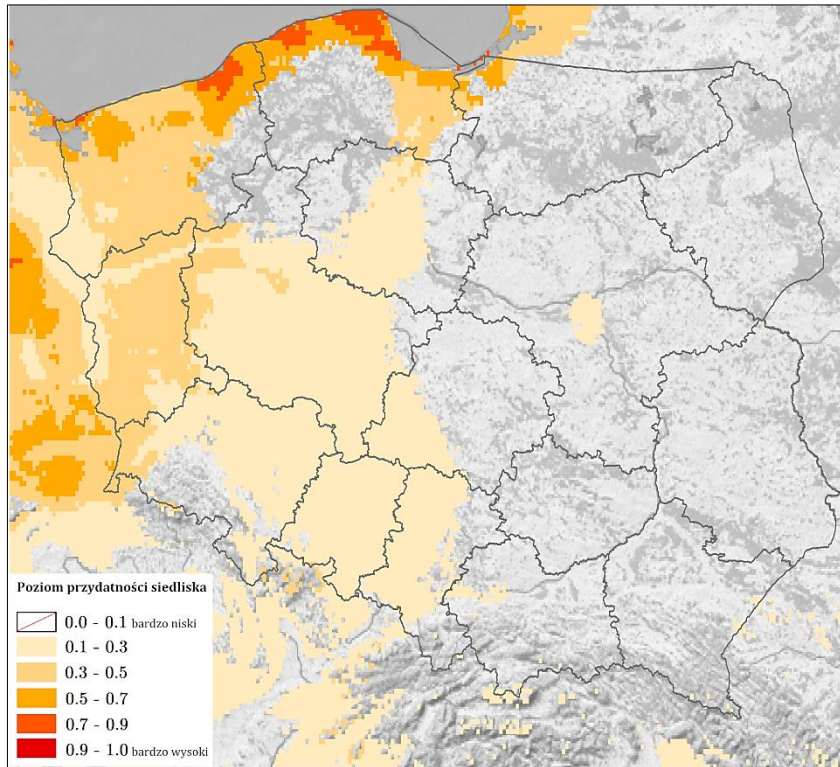 Poziom przydatności siedliska
0.0 - 0.1 bardzo niski
0.1 - 0.3
0.3 - 0.5
0.5 - 0.7
0.7 - 0.9
0.9 - 1.0 bardzo wysoki